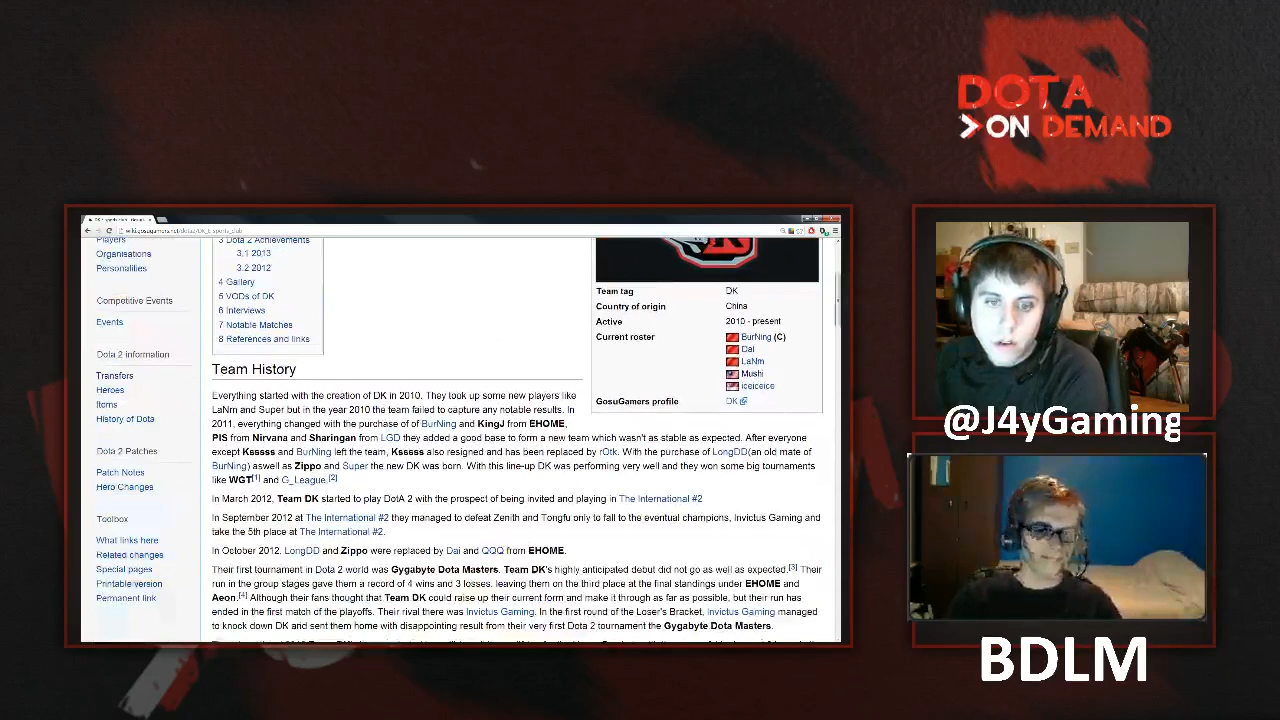 DOTA
ON DEMAND
wiki.gosugamers.net/dota2/DK_E-sports_club
Players
Organisations
Personalities
Competitive Events
Events
Dota 2 information
Transfers
Heroes
Items
History of Dota
Dota 2 Patches
Patch Notes
Hero Changes
Toolbox
What links here
Related changes
Special pages
Printable version
Permanent link
3 Dota 2 Achievements
3.1 2013
3.2 2012
4 Gallery
5 VODs of DK
6 Interviews
7 Notable Matches
8 References and links
Team tag DK
Country of origin China
Active 2010 - present
Current roster BurNing (C)
Dai
LaNm
Mushi
iceiceice
GosuGamers profile DK
Team History
Everything started with the creation of DK in 2010. They took up some new players like
LaNm and Super but in the year 2010 the team failed to capture any notable results. In
2011, everything changed with the purchase of of BurNing and KingJ from EHOME,
PIS from Nirvana and Sharingan from LGD they added a good base to form a new team which wasn't as stable as expected. After everyone
except Ksssss and BurNing left the team, Ksssss also resigned and has been replaced by rOtk. With the purchase of LongDD(an old mate of
BurNing) aswell as Zippo and Super the new DK was born. With this line-up DK was performing very well and they won some big tournaments
like WGT[1] and G_League.[2]
In March 2012, Team DK started to play DotA 2 with the prospect of being invited and playing in The International #2
In September 2012 at The International #2 they managed to defeat Zenith and Tongfu only to fall to the eventual champions, Invictus Gaming and
take the 5th place at The International #2.
In October 2012, LongDD and Zippo were replaced by Dai and QQQ from EHOME.
Their first tournament in Dota 2 world was Gygabyte Dota Masters. Team DK's highly anticipated debut did not go as well as expected.[3] Their
run in the group stages gave them a record of 4 wins and 3 losses, leaving them on the third place at the final standings under EHOME and
Aeon.[4] Although their fans thought that Team DK could raise up their current form and make it through as far as possible, but their run has
ended in the first match of the playoffs. Their rival there was Invictus Gaming. In the first round of the Loser's Bracket, Invictus Gaming managed
to knock down DK and sent them home with disappointing result from their very first Dota 2 tournament the Gygabyte Dota Masters.
@J4yGaming
BDLM